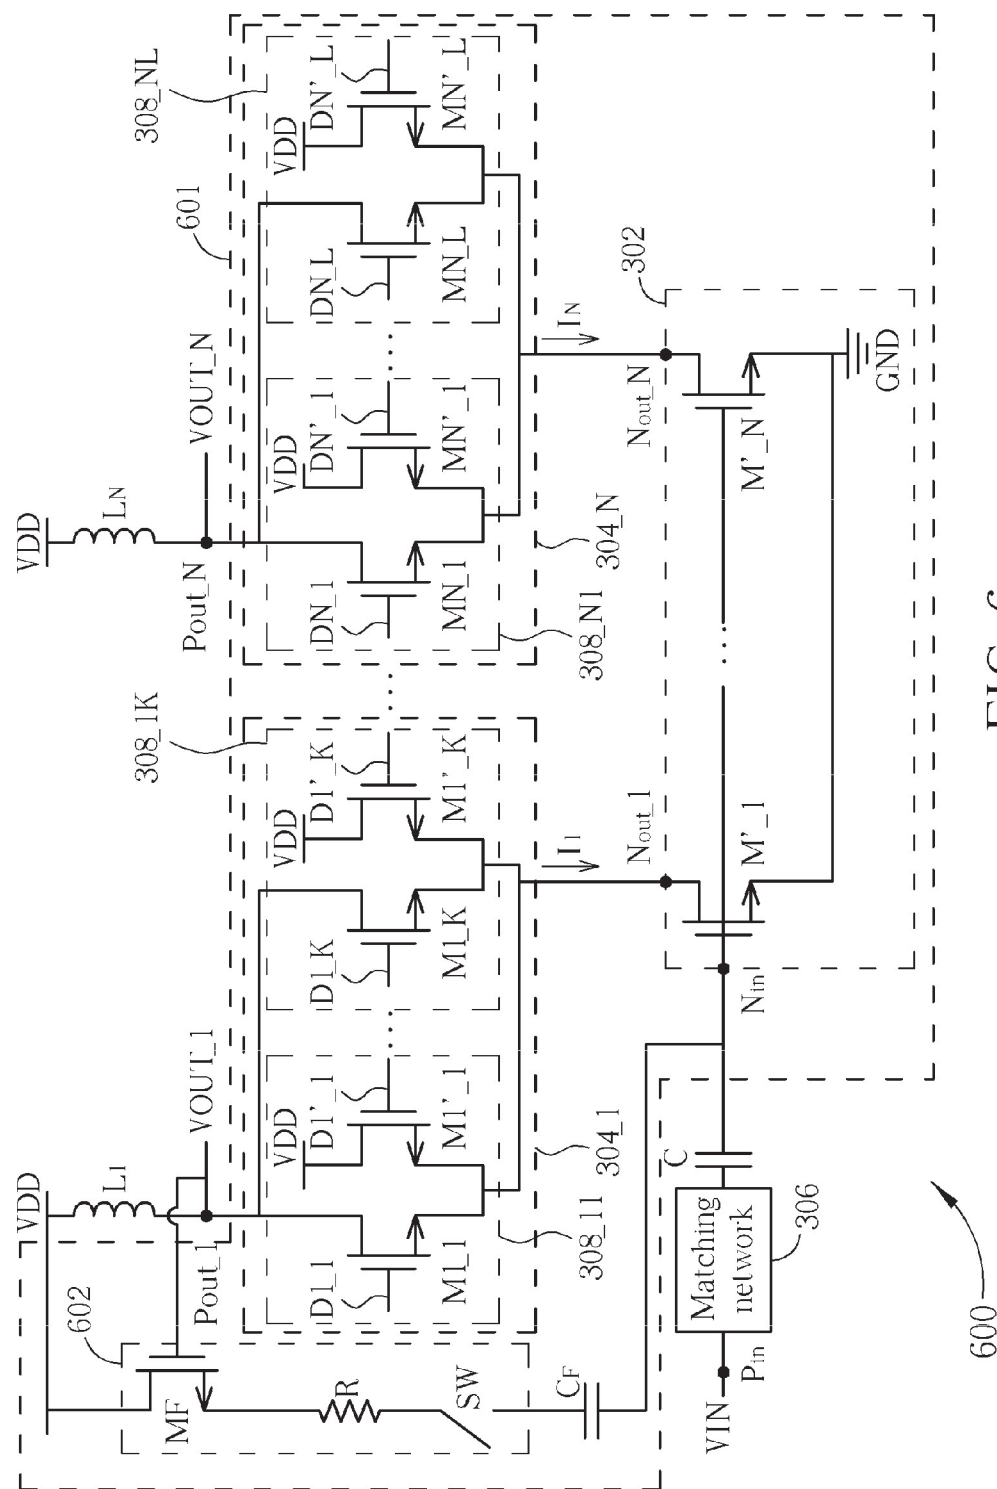 VDD
602
MF
R
SW
CF
L1
Pout_1
VOUT_1
308_1K
D1_1
M1_1
VDD
D1'_1
M1'_1
308_11
304_1
...
D1_K
M1_K
VDD
D1'_K
M1'_K
...
VDD
LN
Pout_N
VOUT_N
601
308_NL
DN_1
MN_1
VDD
DN'_1
MN'_1
308_N1
304_N
...
DN_L
MN_L
VDD
DN'_L
MN'_L
I1
IN
302
Nout_1
Nout_N
M'_1
M'_N
...
GND
Nin
C
Matching
network
306
VIN
Pin
600